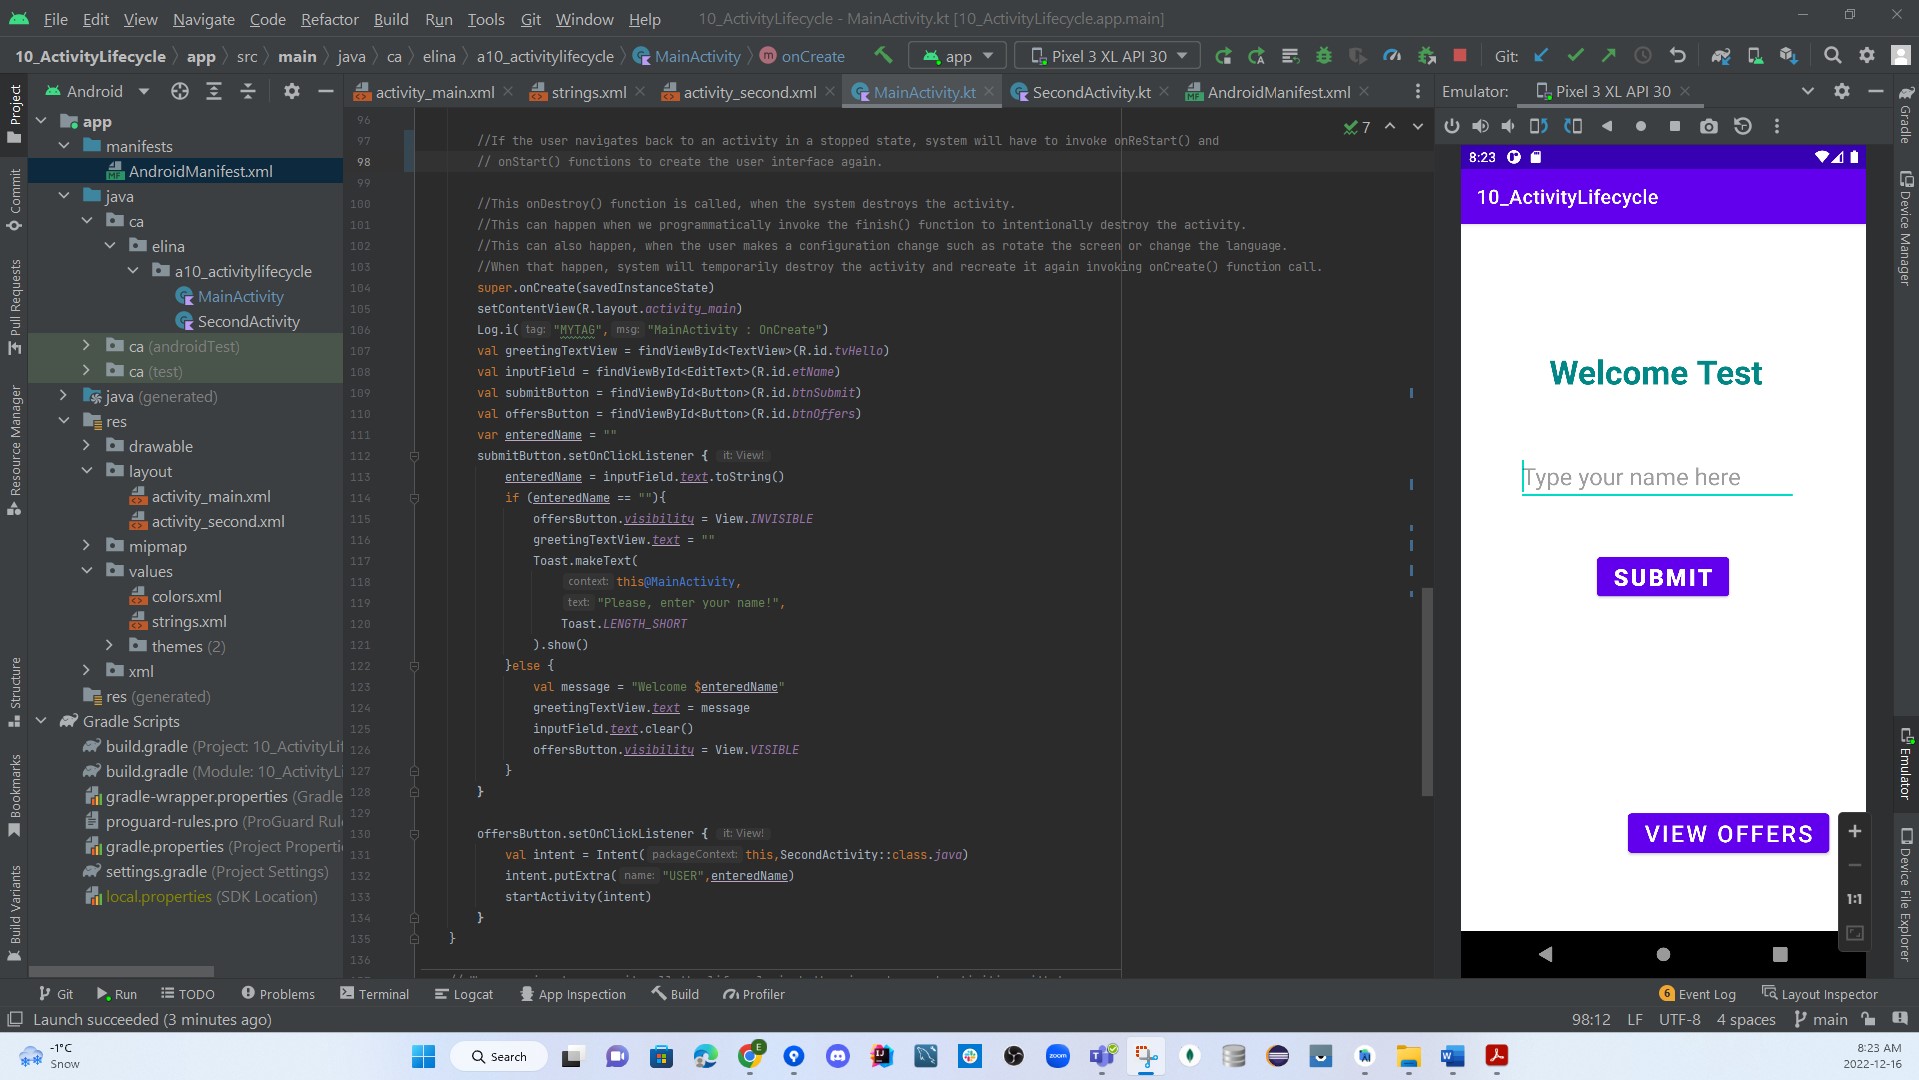 File Edit View Navigate Code Refactor Build Run Tools Git Window Help 10_ActivityLifecycle - MainActivity.kt [10_ActivityLifecycle.app.main]
10_ActivityLifecycle app src main java ca elina a10_activitylifecycle MainActivity onCreate app Pixel 3 XL API 30 Git:
Android activity_main.xml strings.xml activity_second.xml MainActivity.kt SecondActivity.kt AndroidManifest.xml Emulator: Pixel 3 XL API 30
Project
Commit
Pull Requests
Resource Manager
Structure
Bookmarks
Build Variants
app
manifests
AndroidManifest.xml
java
ca
elina
a10_activitylifecycle
MainActivity
SecondActivity
ca (androidTest)
ca (test)
java (generated)
res
drawable
layout
activity_main.xml
activity_second.xml
mipmap
values
colors.xml
strings.xml
themes (2)
xml
res (generated)
Gradle Scripts
build.gradle (Project: 10_ActivityLif
build.gradle (Module: 10_ActivityL
gradle-wrapper.properties (Gradle
proguard-rules.pro (ProGuard Rul
gradle.properties (Project Properti
settings.gradle (Project Settings)
local.properties (SDK Location)
7
96
97 //If the user navigates back to an activity in a stopped state, system will have to invoke onReStart() and
98 // onStart() functions to create the user interface again.
99
100 //This onDestroy() function is called, when the system destroys the activity.
101 //This can happen when we programmatically invoke the finish() function to intentionally destroy the activity.
102 //This can also happen, when the user makes a configuration change such as rotate the screen or change the language.
103 //When that happen, system will temporarily destroy the activity and recreate it again invoking onCreate() function call.
104 super.onCreate(savedInstanceState)
105 setContentView(R.layout.activity_main)
106 Log.i( tag: "MYTAG", msg: "MainActivity : OnCreate")
107 val greetingTextView = findViewById<TextView>(R.id.tvHello)
108 val inputField = findViewById<EditText>(R.id.etName)
109 val submitButton = findViewById<Button>(R.id.btnSubmit)
110 val offersButton = findViewById<Button>(R.id.btnOffers)
111 var enteredName = ""
112 submitButton.setOnClickListener { it: View!
113 enteredName = inputField.text.toString()
114 if (enteredName == ""){
115 offersButton.visibility = View.INVISIBLE
116 greetingTextView.text = ""
117 Toast.makeText(
118 context: this@MainActivity,
119 text: "Please, enter your name!",
120 Toast.LENGTH_SHORT
121 ).show()
122 }else {
123 val message = "Welcome $enteredName"
124 greetingTextView.text = message
125 inputField.text.clear()
126 offersButton.visibility = View.VISIBLE
127 }
128 }
129
130 offersButton.setOnClickListener { it: View!
131 val intent = Intent( packageContext: this,SecondActivity::class.java)
132 intent.putExtra( name: "USER",enteredName)
133 startActivity(intent)
134 }
135 }
136
8:23
10_ActivityLifecycle
Welcome Test
Type your name here
SUBMIT
VIEW OFFERS
1:1
Gradle
Device Manager
Emulator
Device File Explorer
Git Run TODO Problems Terminal Logcat App Inspection Build Profiler 6 Event Log Layout Inspector
Launch succeeded (3 minutes ago) 98:12 LF UTF-8 4 spaces main
-1°C
Snow
Search
zoom
8:23 AM
2022-12-16